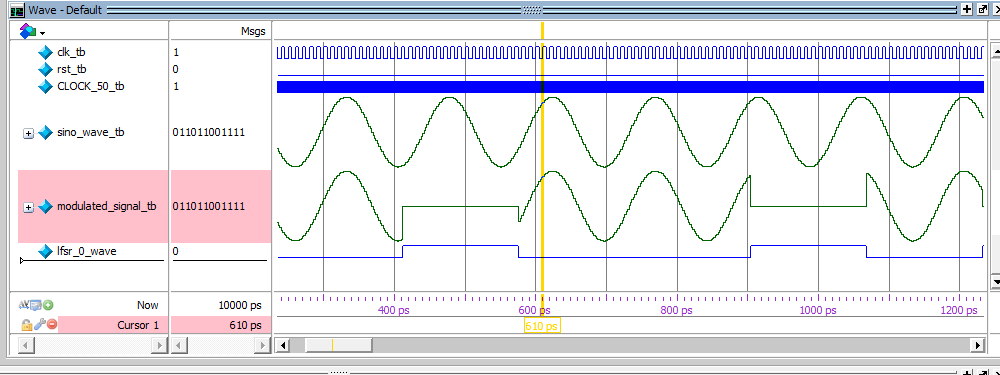 Wave - Default
Msgs
clk_tb 1
rst_tb 0
CLOCK_50_tb 1
sino_wave_tb 011011001111
modulated_signal_tb 011011001111
lfsr_0_wave 0
Now 10000 ps 400 ps 600 ps 800 ps 1000 ps 1200 ps
Cursor 1 610 ps 610 ps